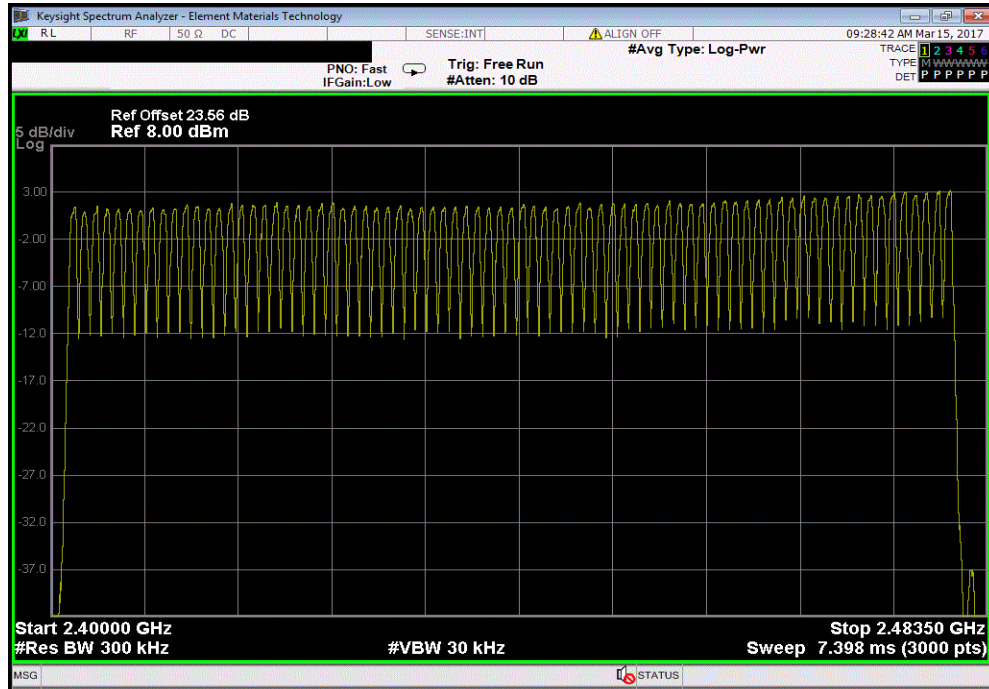 Keysight Spectrum Analyzer - Element Materials Technology
LXI RL RF 50 Ω DC SENSE:INT ALIGN OFF 09:28:42 AM Mar 15, 2017
#Avg Type: Log-Pwr TRACE 1 2 3 4 5 6
PNO: Fast Trig: Free Run TYPE M W W W W W
IFGain:Low #Atten: 10 dB DET P P P P P P
Ref Offset 23.56 dB
5 dB/div Ref 8.00 dBm
Log
3.00
-2.00
-7.00
-12.0
-17.0
-22.0
-27.0
-32.0
-37.0
Start 2.40000 GHz Stop 2.48350 GHz
#Res BW 300 kHz #VBW 30 kHz Sweep 7.398 ms (3000 pts)
MSG STATUS